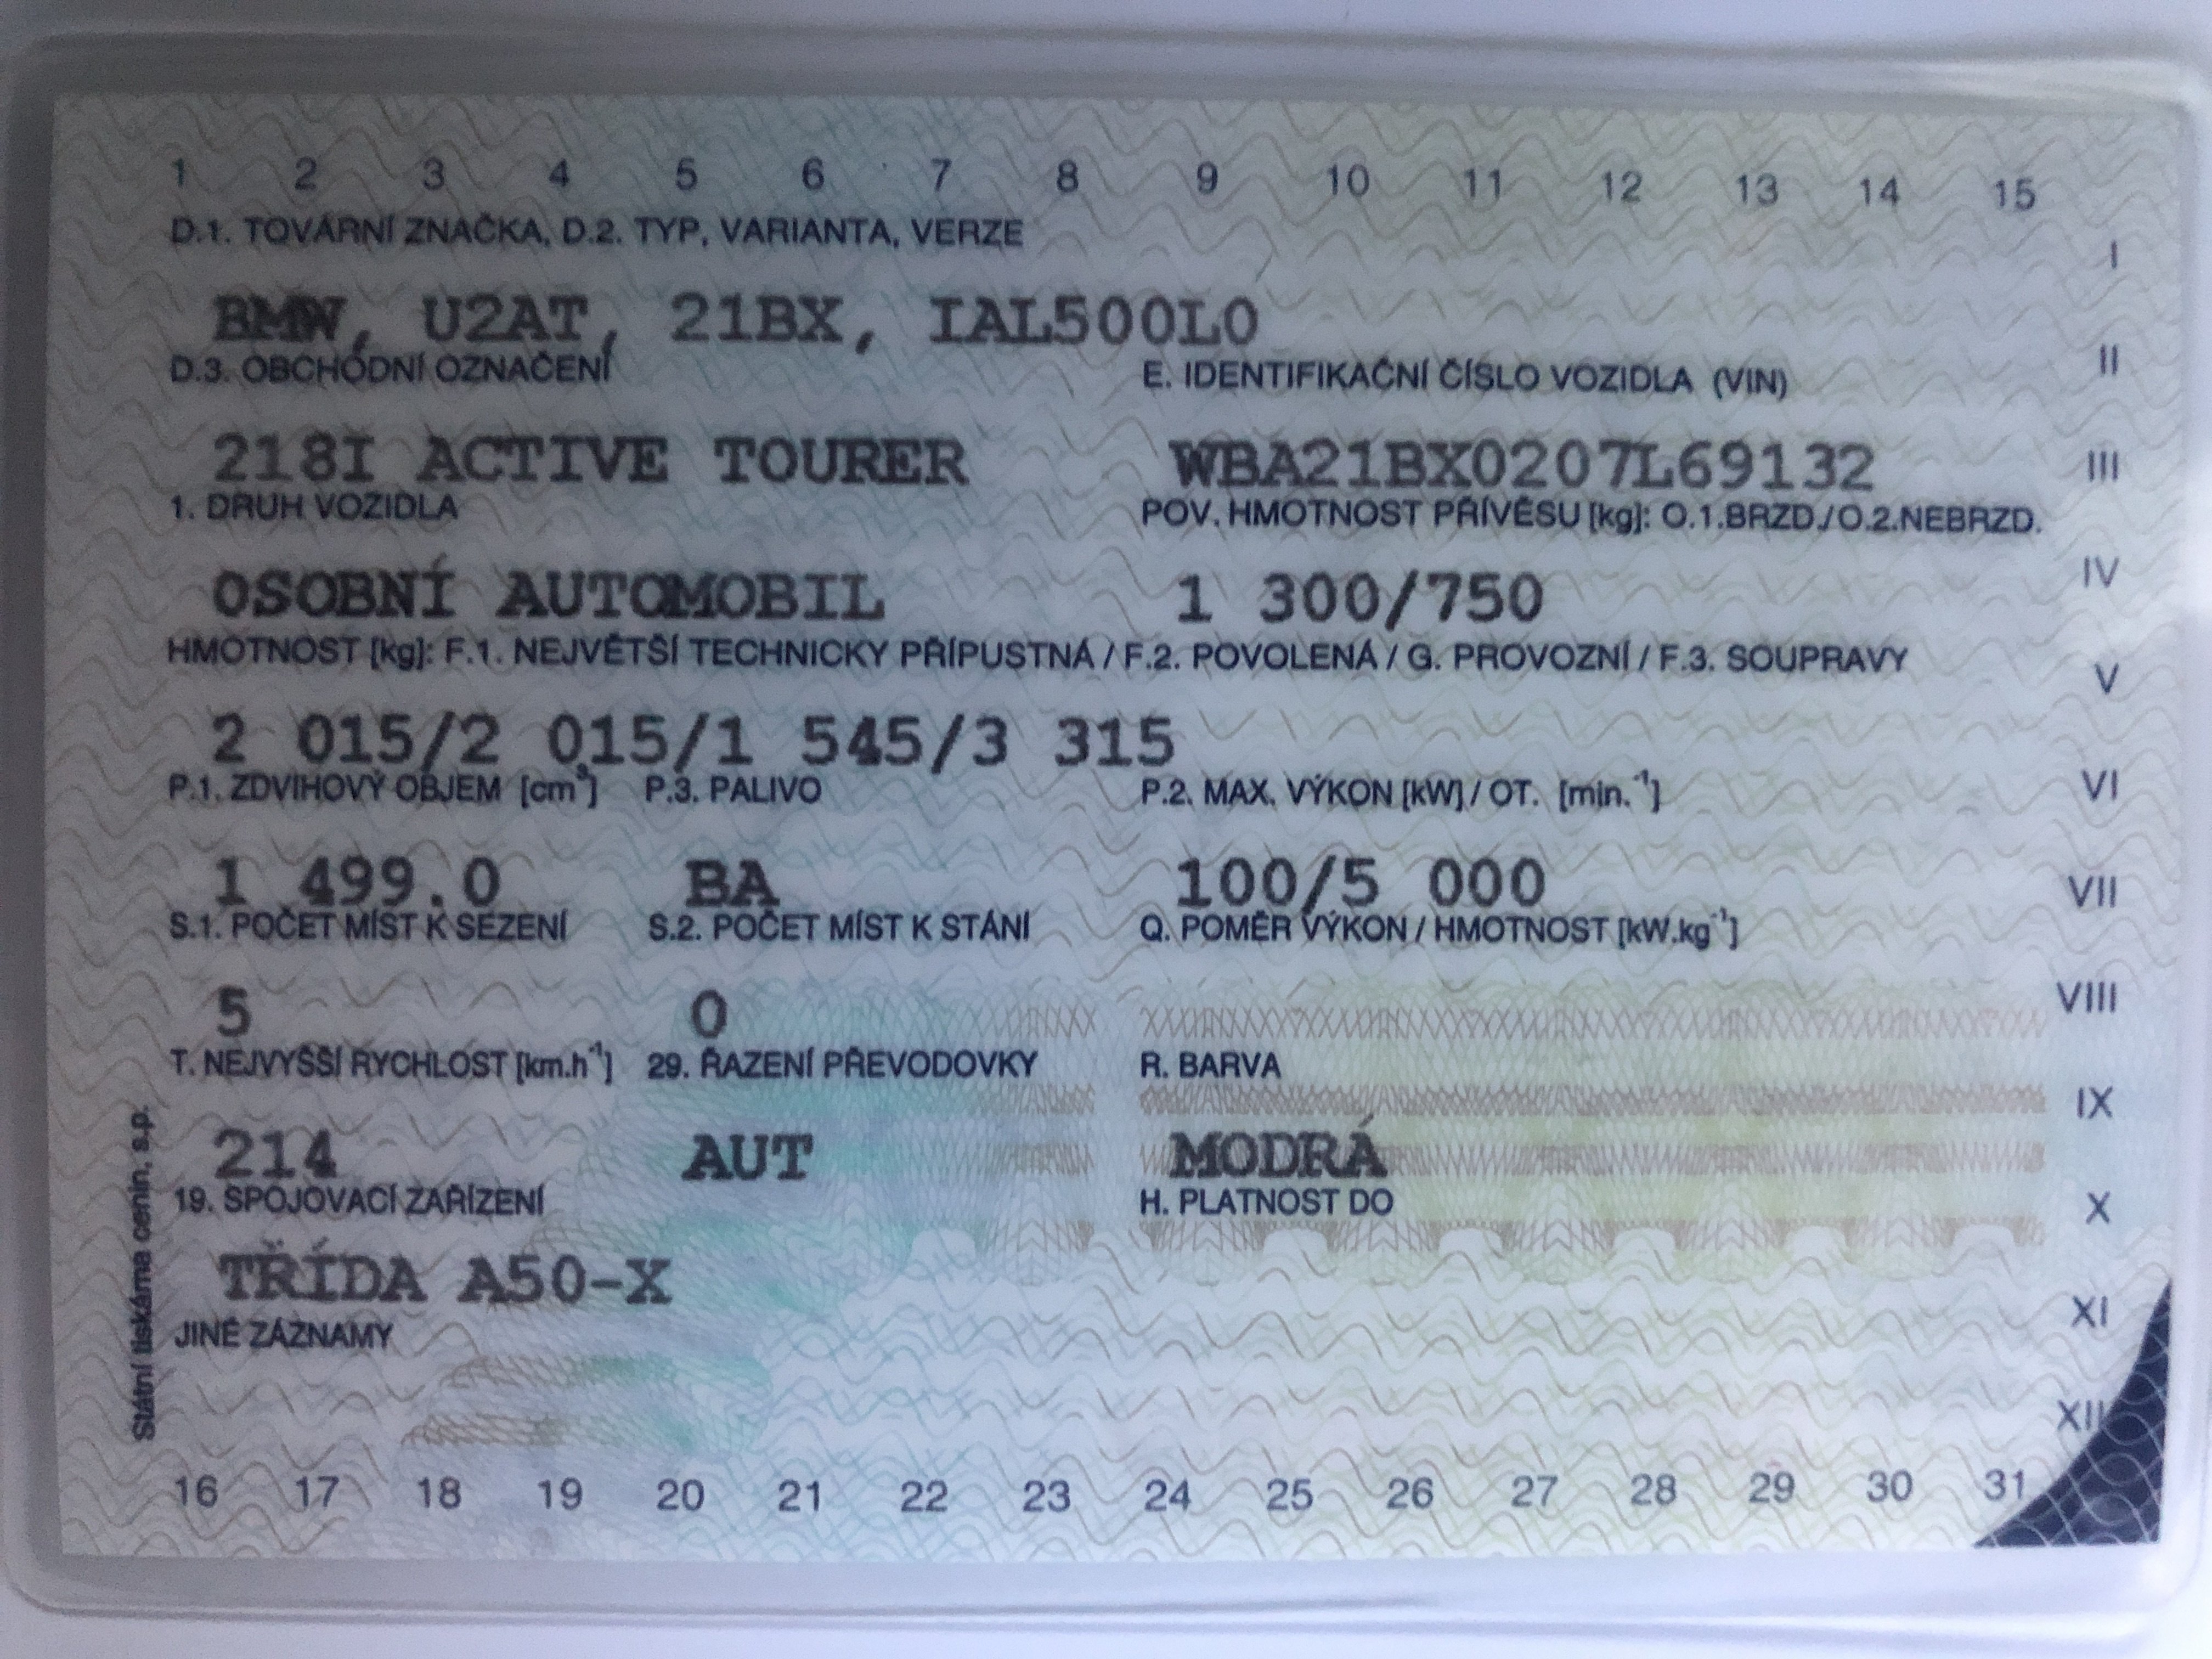 1 2 3 4 5 6 7 8 9 10 11 12 13 14 15
D.1. TOVÁRNÍ ZNAČKA, D.2. TYP, VARIANTA, VERZE
I
BMW, U2AT, 21BX, IAL500L0
D.3. OBCHODNÍ OZNAČENÍ E. IDENTIFIKAČNÍ ČÍSLO VOZIDLA (VIN)
II
218I ACTIVE TOURER WBA21BX0207L69132
III
1. DRUH VOZIDLA POV. HMOTNOST PŘÍVĚSU [kg]: O.1.BRZD./O.2.NEBRZD.
OSOBNÍ AUTOMOBIL 1 300/750
IV
HMOTNOST [kg]: F.1. NEJVĚTŠÍ TECHNICKY PŘÍPUSTNÁ / F.2. POVOLENÁ / G. PROVOZNÍ / F.3. SOUPRAVY
V
2 015/2 015/1 545/3 315
P.1. ZDVIHOVÝ OBJEM [cm³] P.3. PALIVO P.2. MAX. VÝKON [kW] / OT. [min.⁻¹]
VI
1 499.0 BA 100/5 000
VII
S.1. POČET MÍST K SEZENÍ S.2. POČET MÍST K STÁNÍ Q. POMĚR VÝKON / HMOTNOST [kW.kg⁻¹]
5 0
VIII
T. NEJVYŠŠÍ RYCHLOST [km.h⁻¹] 29. ŘAZENÍ PŘEVODOVKY R. BARVA
IX
214 AUT MODRÁ
19. SPOJOVACÍ ZAŘÍZENÍ H. PLATNOST DO
X
TŘÍDA A50-X
XI
JINÉ ZÁZNAMY
XII
16 17 18 19 20 21 22 23 24 25 26 27 28 29 30 31
Státní tiskárna cenin, s.p.